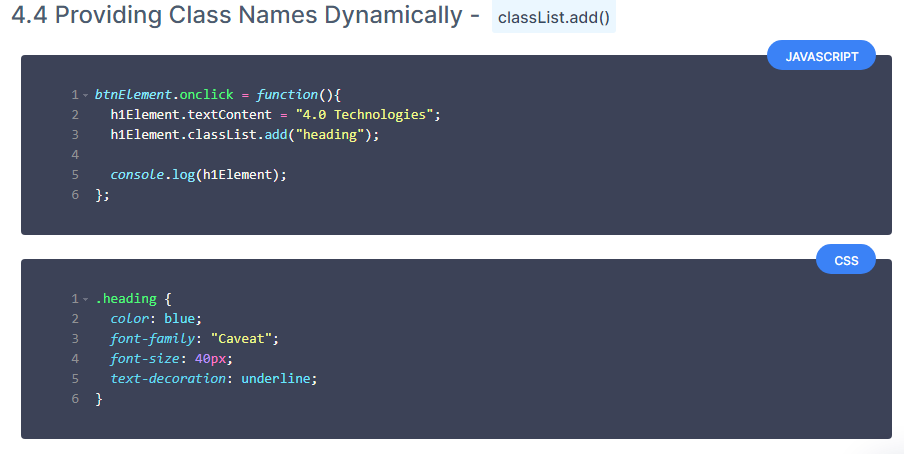 4.4 Providing Class Names Dynamically - classList.add()
JAVASCRIPT
1 btnElement.onclick = function(){
2 h1Element.textContent = "4.0 Technologies";
3 h1Element.classList.add("heading");
4
5 console.log(h1Element);
6 };
CSS
1 .heading {
2 color: blue;
3 font-family: "Caveat";
4 font-size: 40px;
5 text-decoration: underline;
6 }